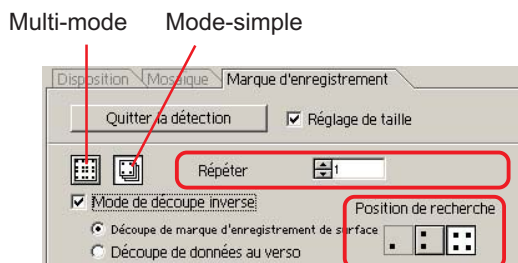 Multi-mode Mode-simple
Disposition Mosaïque Marque d'enregistrement
Quitter la détection Réglage de taille
Répéter 1
Mode de découpe inverse Position de recherche
Découpe de marque d'enregistrement de surface
Découpe de données au verso